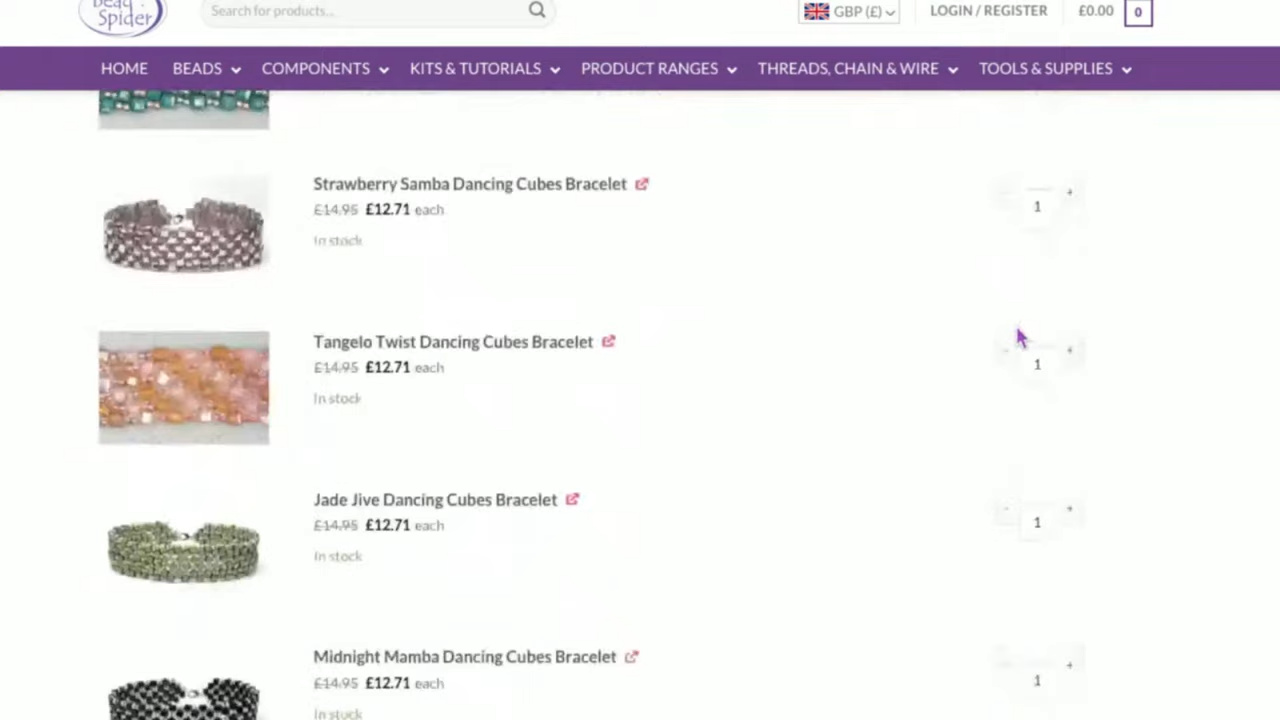 Bead
Spider
Search for products...
GBP (£)
LOGIN / REGISTER
£0.00
0
HOME
BEADS
COMPONENTS
KITS & TUTORIALS
PRODUCT RANGES
THREADS, CHAIN & WIRE
TOOLS & SUPPLIES
Strawberry Samba Dancing Cubes Bracelet
£14.95 £12.71 each
In stock
- 1 +
Tangelo Twist Dancing Cubes Bracelet
£14.95 £12.71 each
In stock
- 1 +
Jade Jive Dancing Cubes Bracelet
£14.95 £12.71 each
In stock
- 1 +
Midnight Mamba Dancing Cubes Bracelet
£14.95 £12.71 each
In stock
- 1 +